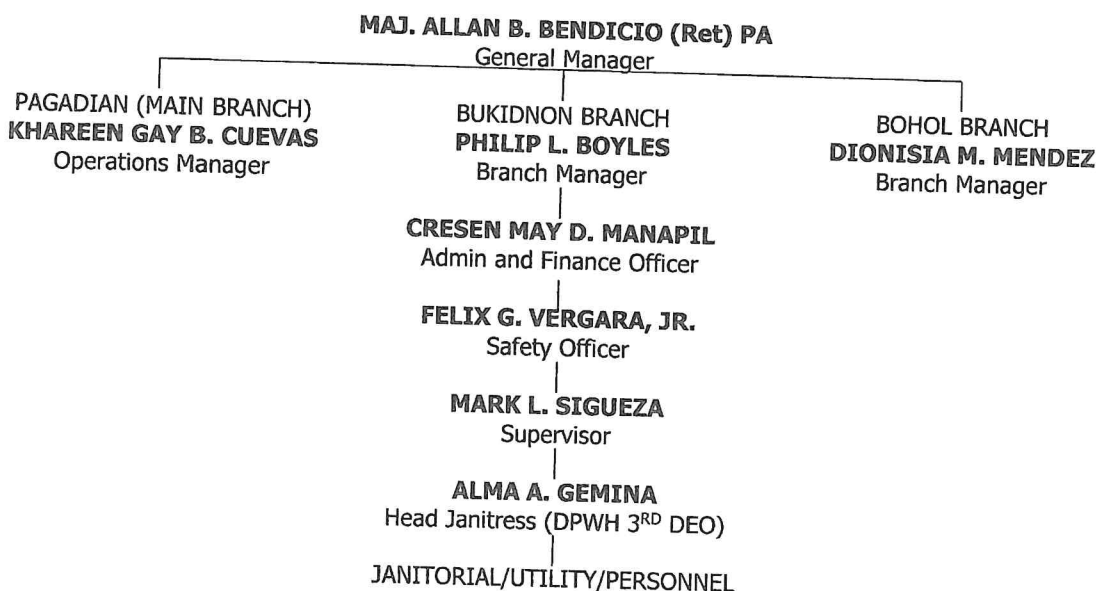 MAJ. ALLAN B. BENDICIO (Ret) PA
General Manager
PAGADIAN (MAIN BRANCH)
KHAREEN GAY B. CUEVAS
Operations Manager
BUKIDNON BRANCH
PHILIP L. BOYLES
Branch Manager
BOHOL BRANCH
DIONISIA M. MENDEZ
Branch Manager
CRESEN MAY D. MANAPIL
Admin and Finance Officer
FELIX G. VERGARA, JR.
Safety Officer
MARK L. SIGUEZA
Supervisor
ALMA A. GEMINA
Head Janitress (DPWH 3RD DEO)
JANITORIAL/UTILITY/PERSONNEL